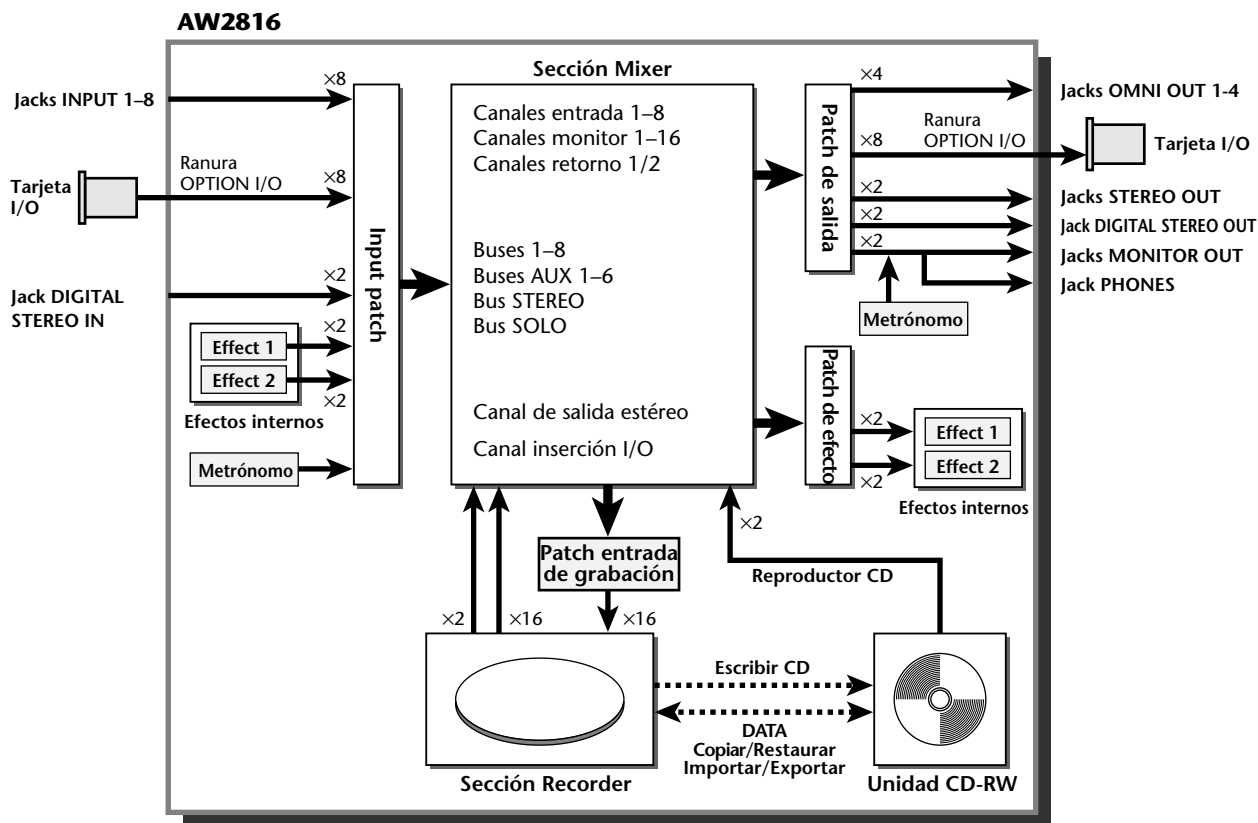 AW2816
Jacks INPUT 1–8
×8
Ranura
OPTION I/O
×8
Tarjeta
I/O
Jack DIGITAL
STEREO IN
×2
×2
Effect 1
Effect 2
×2
Efectos internos
Metrónomo
Input patch
Sección Mixer
Canales entrada 1–8
Canales monitor 1–16
Canales retorno 1/2
Buses 1–8
Buses AUX 1–6
Bus STEREO
Bus SOLO
Canal de salida estéreo
Canal inserción I/O
Patch de salida
×4
Jacks OMNI OUT 1-4
×8
Ranura
OPTION I/O
Tarjeta I/O
×2
Jacks STEREO OUT
×2
Jack DIGITAL STEREO OUT
×2
Jacks MONITOR OUT
Jack PHONES
Metrónomo
Patch de efecto
×2
×2
Effect 1
Effect 2
Efectos internos
Patch entrada
de grabación
×2
Reproductor CD
×2
×16
×16
Escribir CD
DATA
Copiar/Restaurar
Importar/Exportar
Sección Recorder
Unidad CD-RW